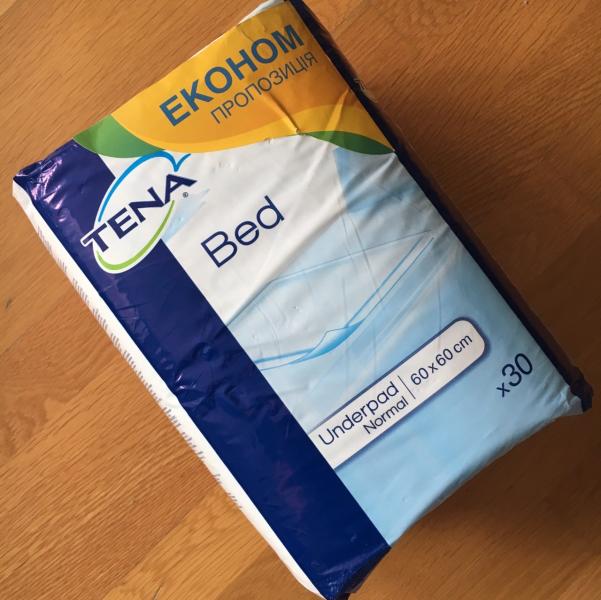 ЕКОНОМ
ПРОПОЗИЦІЯ
TENA®
Bed
Underpad
Normal
60 x 60 cm
x30